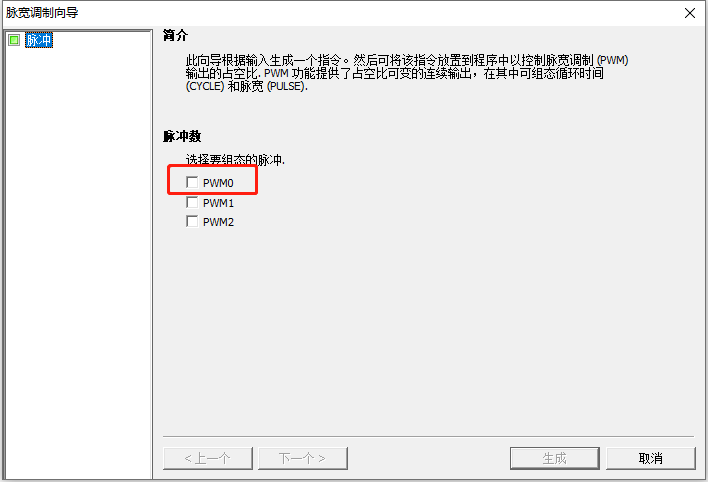 脉宽调制向导
脉冲
简介
此向导根据输入生成一个指令。然后可将该指令放置到程序中以控制脉宽调制 (PWM)
输出的占空比. PWM 功能提供了占空比可变的连续输出，在其中可组态循环时间
(CYCLE) 和脉宽 (PULSE).
脉冲数
选择要组态的脉冲.
PWM0
PWM1
PWM2
< 上一个
下一个 >
生成
取消